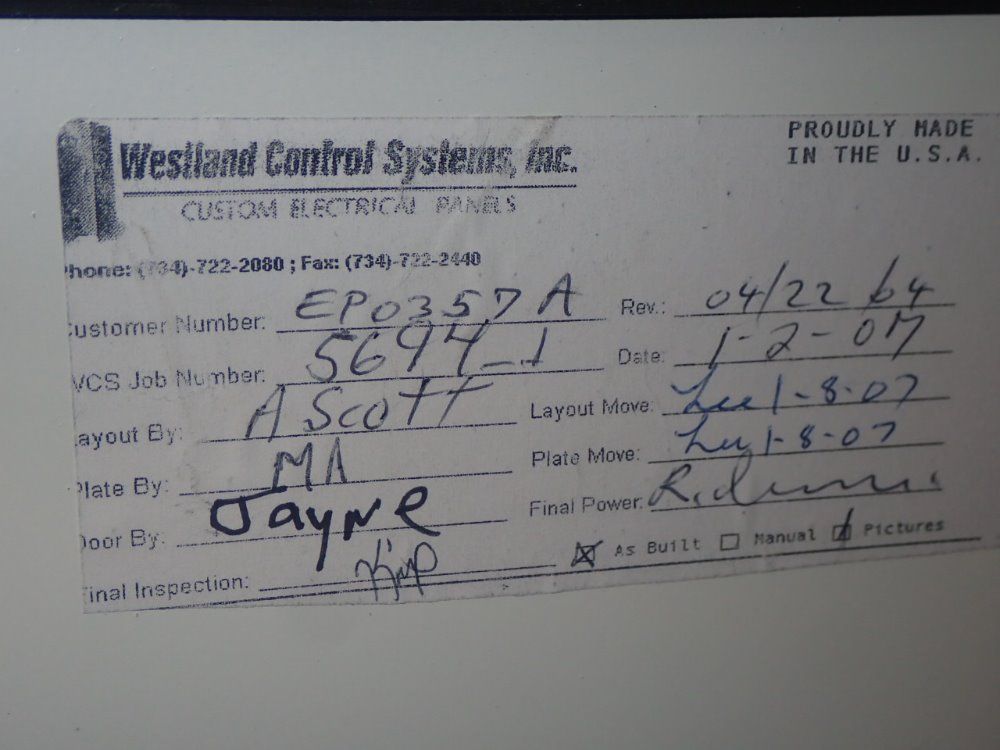 Westland Control Systems, Inc.
PROUDLY MADE
IN THE U.S.A.
CUSTOM ELECTRICAL PANELS
Phone: (734)-722-2080 ; Fax: (734)-722-2440
Customer Number: EP0357A Rev.: 04/22/04
WCS Job Number: 5694-1 Date: 1-2-07
Layout By: A Scott Layout Move: Lee 1-8-07
Plate By: MA Plate Move: 1-8-07
Door By: Jayne Final Power:
Final Inspection: ☒ As Built ☐ Manual ☒ Pictures